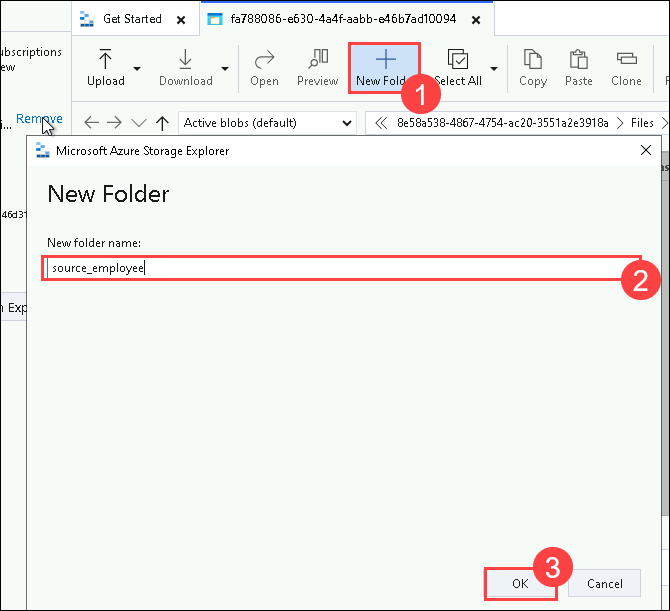 Get Started
fa788086-e630-4a4f-aabb-e46b7ad10094
ubscriptions
ew
Upload
Download
Open
Preview
New Fold
Select All
Copy
Paste
Clone
1
i...
Remove
Active blobs (default)
8e58a538-4867-4754-ac20-3551a2e3918a
Files
Microsoft Azure Storage Explorer
New Folder
46d31
New folder name:
source_employee
2
n Exp
3
OK
Cancel